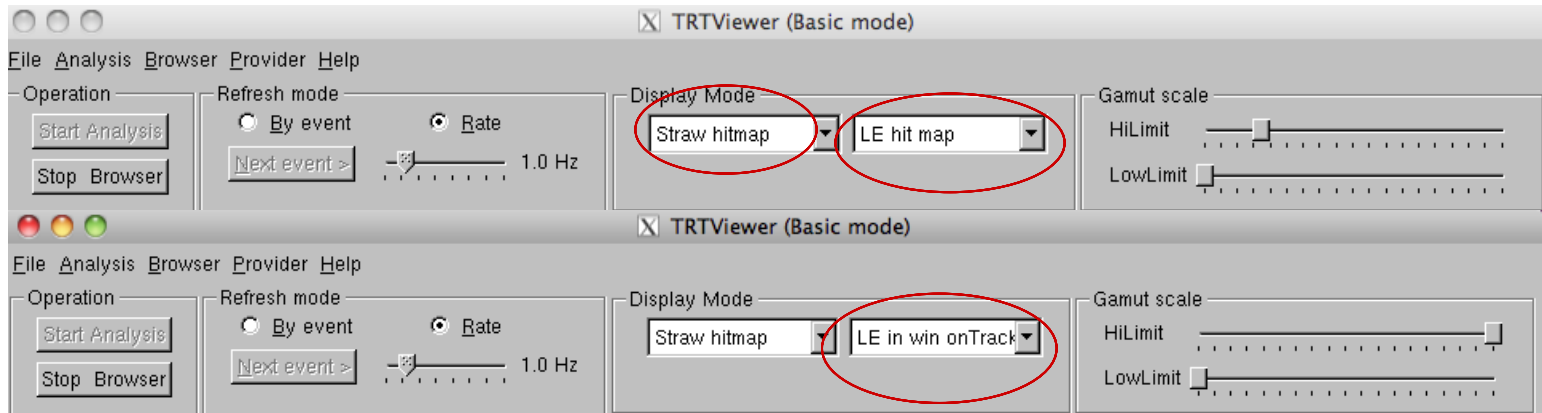 X TRTViewer (Basic mode)
File Analysis Browser Provider Help
Operation Refresh mode Display Mode Gamut scale
Start Analysis By event Rate Straw hitmap LE hit map HiLimit
Stop Browser Next event > 1.0 Hz LowLimit
X TRTViewer (Basic mode)
File Analysis Browser Provider Help
Operation Refresh mode Display Mode Gamut scale
Start Analysis By event Rate Straw hitmap LE in win onTrack HiLimit
Stop Browser Next event > 1.0 Hz LowLimit